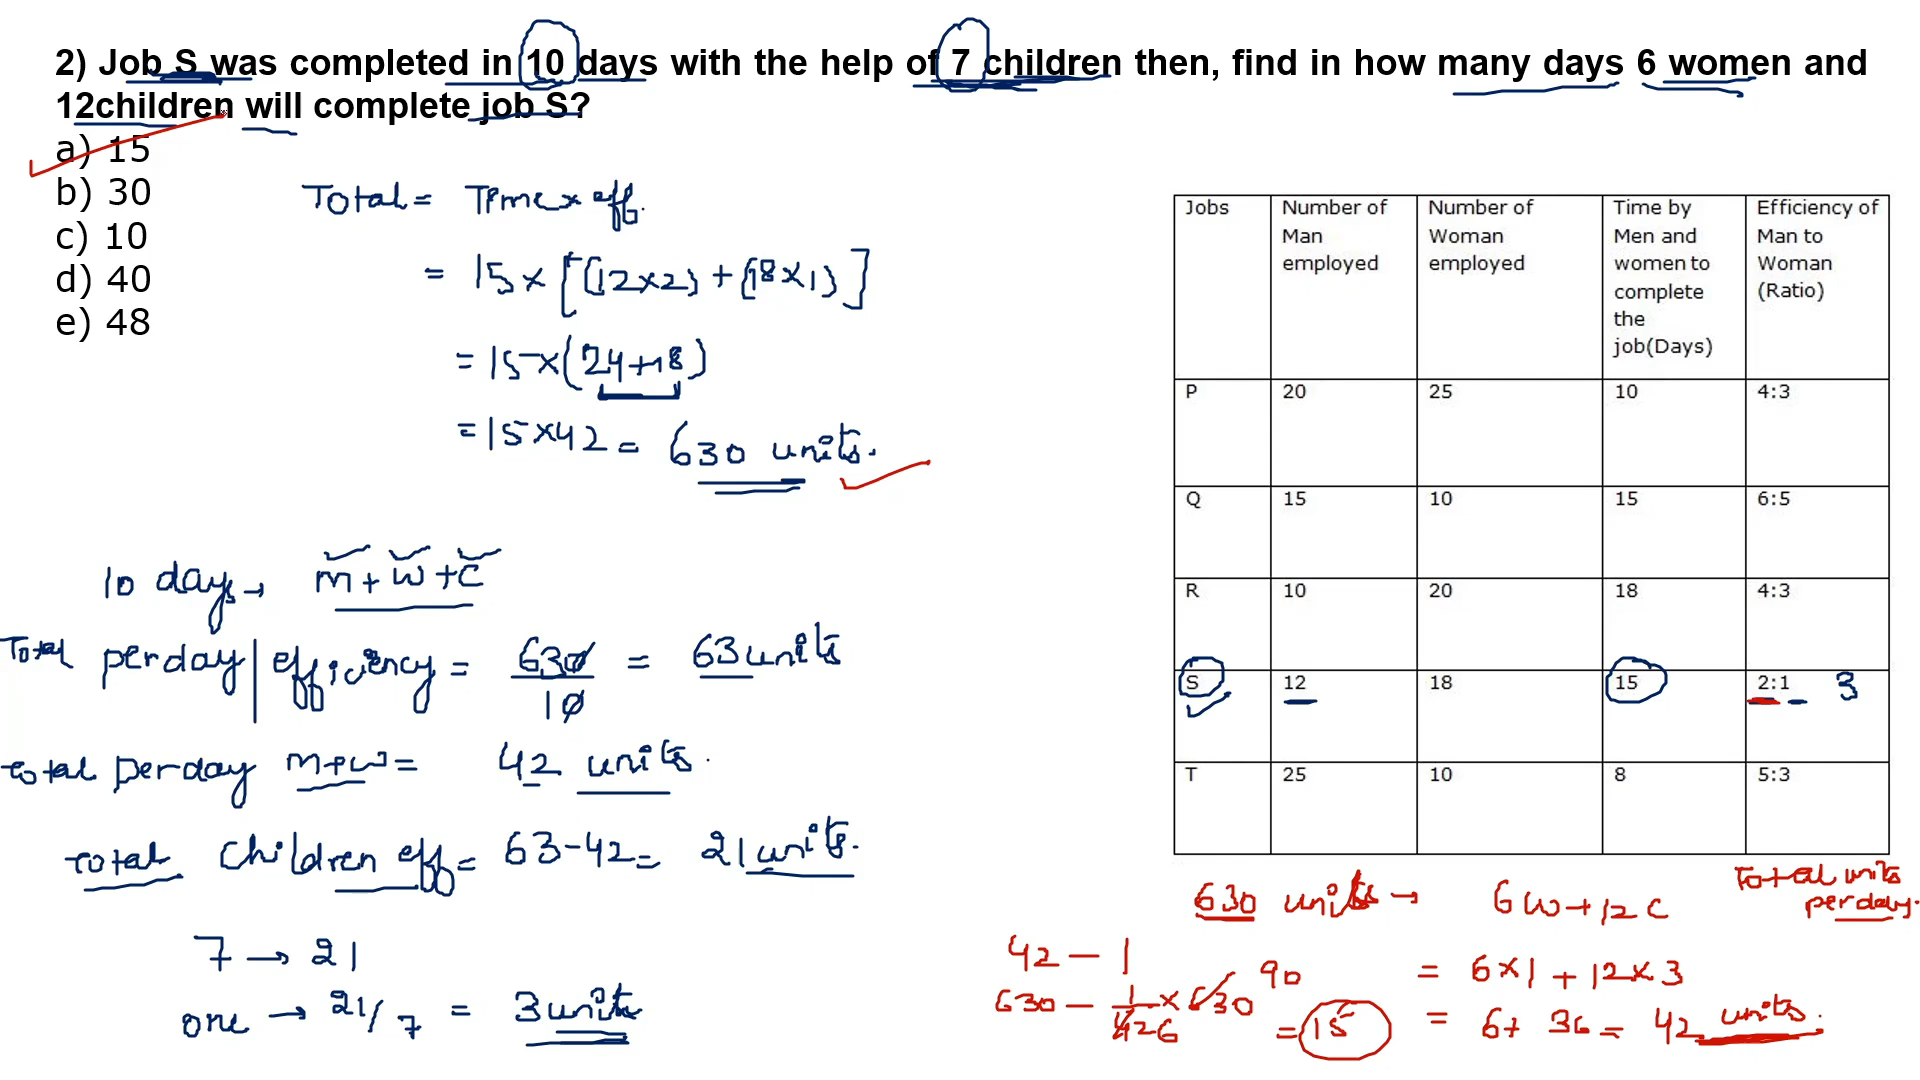 2) Job S was completed in 10 days with the help of 7 children then, find in how many days 6 women and
12children will complete job S?
a) 15
b) 30
c) 10
d) 40
e) 48
Total = Time × eff.
= 15 × [(12×2) + (18×1)]
= 15 × (24+18)
= 15 × 42 = 630 units.
10 days → m + w + c
Total per day | efficiency = 630/10 = 63 units
total per day m+w = 42 units.
total children eff = 63-42 = 21 units.
7 → 21
one → 21/7 = 3 units
Jobs Number of Man employed Number of Woman employed Time by Men and women to complete the job(Days) Efficiency of Man to Woman (Ratio)
P 20 25 10 4:3
Q 15 10 15 6:5
R 10 20 18 4:3
S 12 18 15 2:1 3
T 25 10 8 5:3
630 units → 6w + 12c Total units per day.
= 6×1 + 12×3
= 6+ 36 = 42 units.
42 - 1
630 - 1/42 × 630
6 90
= 15